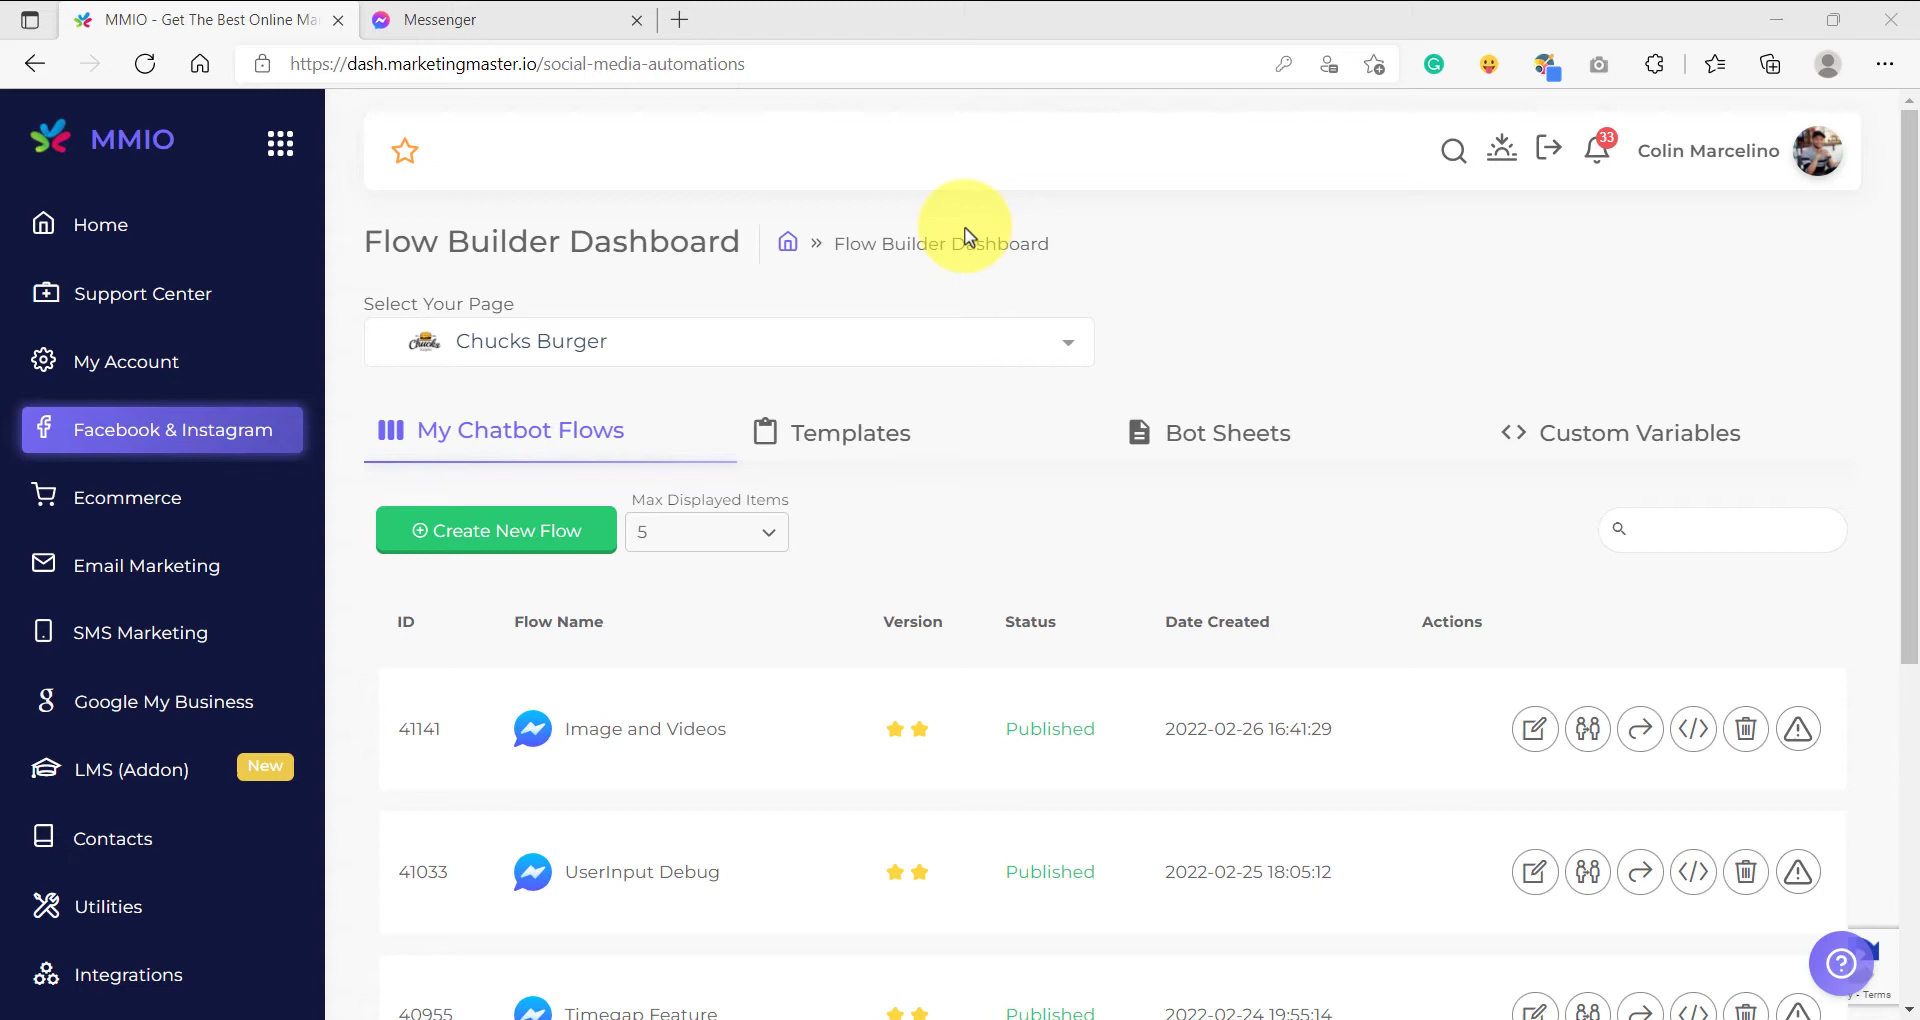 MMIO - Get The Best Online Ma
Messenger
https://dash.marketingmaster.io/social-media-automations
MMIO
33
Colin Marcelino
Home
Support Center
My Account
Facebook & Instagram
Ecommerce
Email Marketing
SMS Marketing
Google My Business
LMS (Addon) New
Contacts
Utilities
Integrations
Flow Builder Dashboard
» Flow Builder Dashboard
Select Your Page
Chucks Chucks Burger
My Chatbot Flows
Templates
Bot Sheets
<> Custom Variables
Create New Flow
Max Displayed Items
5
ID Flow Name Version Status Date Created Actions
41141 Image and Videos Published 2022-02-26 16:41:29
41033 UserInput Debug Published 2022-02-25 18:05:12
40955 Timegap Feature Published 2022-02-24 19:55:14
y - Terms